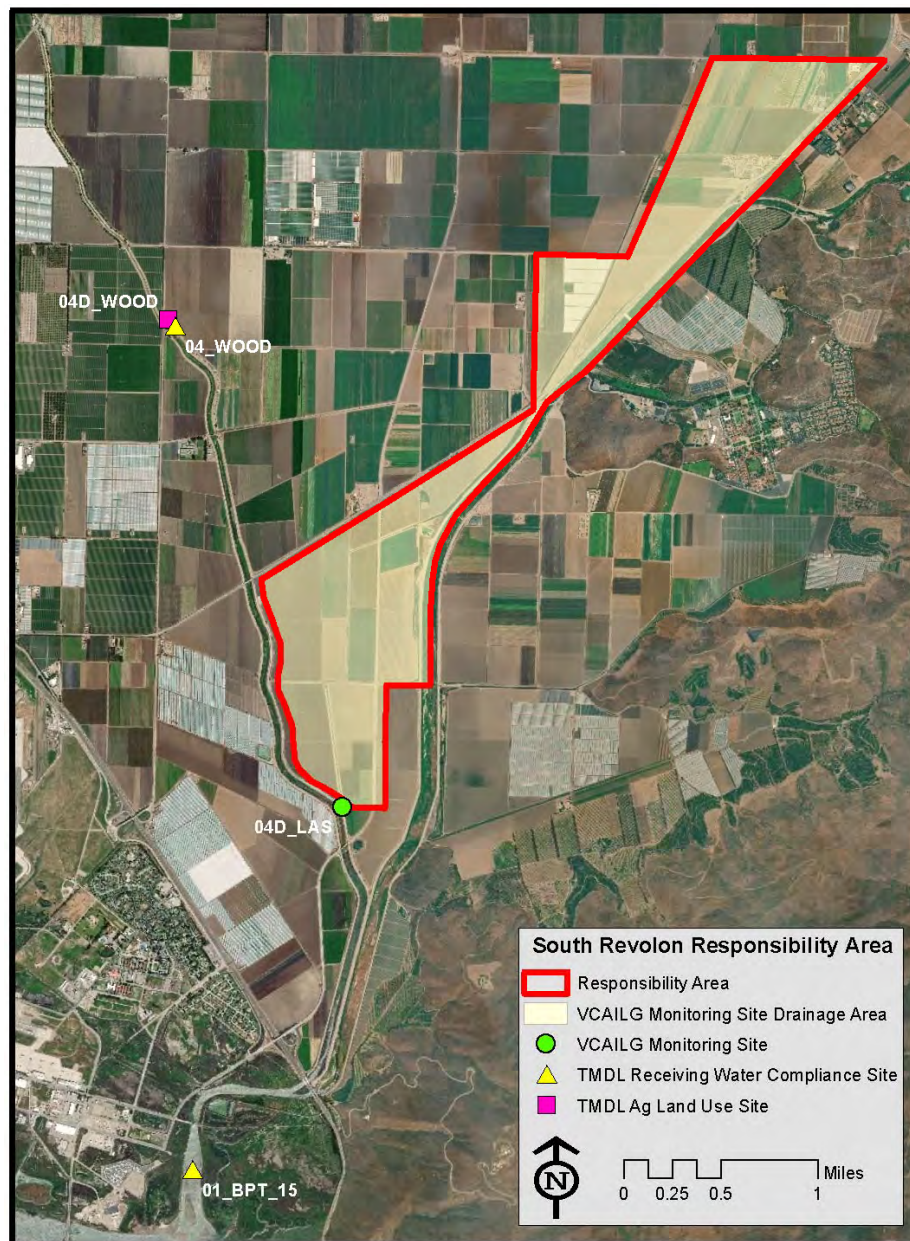 04D_WOOD
04_WOOD
04D_LAS
01_BPT_15
South Revolon Responsibility Area
Responsibility Area
VCAILG Monitoring Site Drainage Area
VCAILG Monitoring Site
TMDL Receiving Water Compliance Site
TMDL Ag Land Use Site
N
Miles
0 0.25 0.5 1